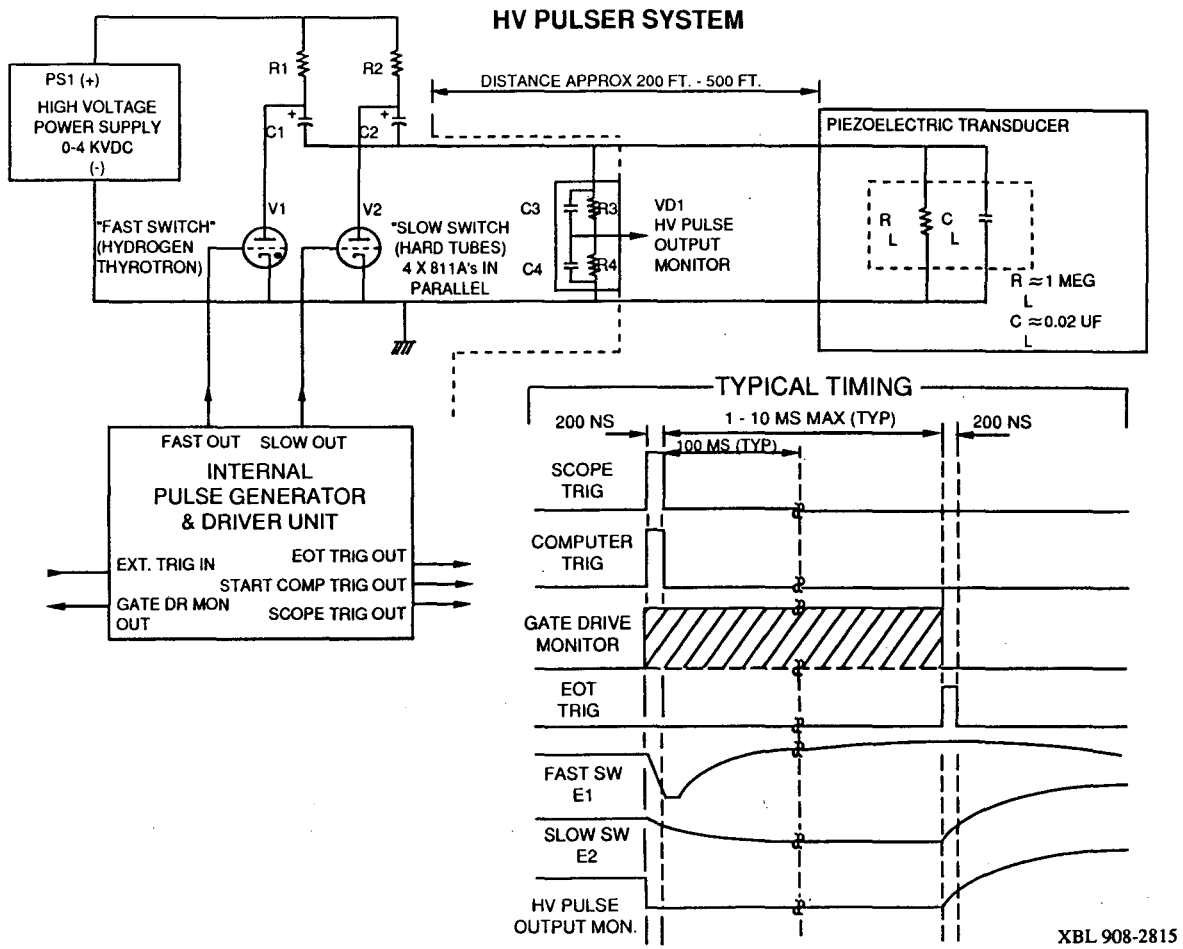 HV PULSER SYSTEM
PS1 (+)
HIGH VOLTAGE
POWER SUPPLY
0-4 KVDC
(-)
R1
R2
+
C1
+
C2
DISTANCE APPROX 200 FT. - 500 FT.
PIEZOELECTRIC TRANSDUCER
"FAST SWITCH"
(HYDROGEN
THYROTRON)
V1
V2
"SLOW SWITCH"
(HARD TUBES)
4 X 811A's IN
PARALLEL
C3
R3
C4
R4
VD1
HV PULSE
OUTPUT
MONITOR
R
L
C
L
R ≈ 1 MEG
L
C ≈ 0.02 UF
L
FAST OUT
SLOW OUT
INTERNAL
PULSE GENERATOR
& DRIVER UNIT
EXT. TRIG IN
GATE DR MON
OUT
EOT TRIG OUT
START COMP TRIG OUT
SCOPE TRIG OUT
TYPICAL TIMING
200 NS
1 - 10 MS MAX (TYP)
200 NS
100 MS (TYP)
SCOPE
TRIG
COMPUTER
TRIG
GATE DRIVE
MONITOR
EOT
TRIG
FAST SW
E1
SLOW SW
E2
HV PULSE
OUTPUT MON.
XBL 908-2815